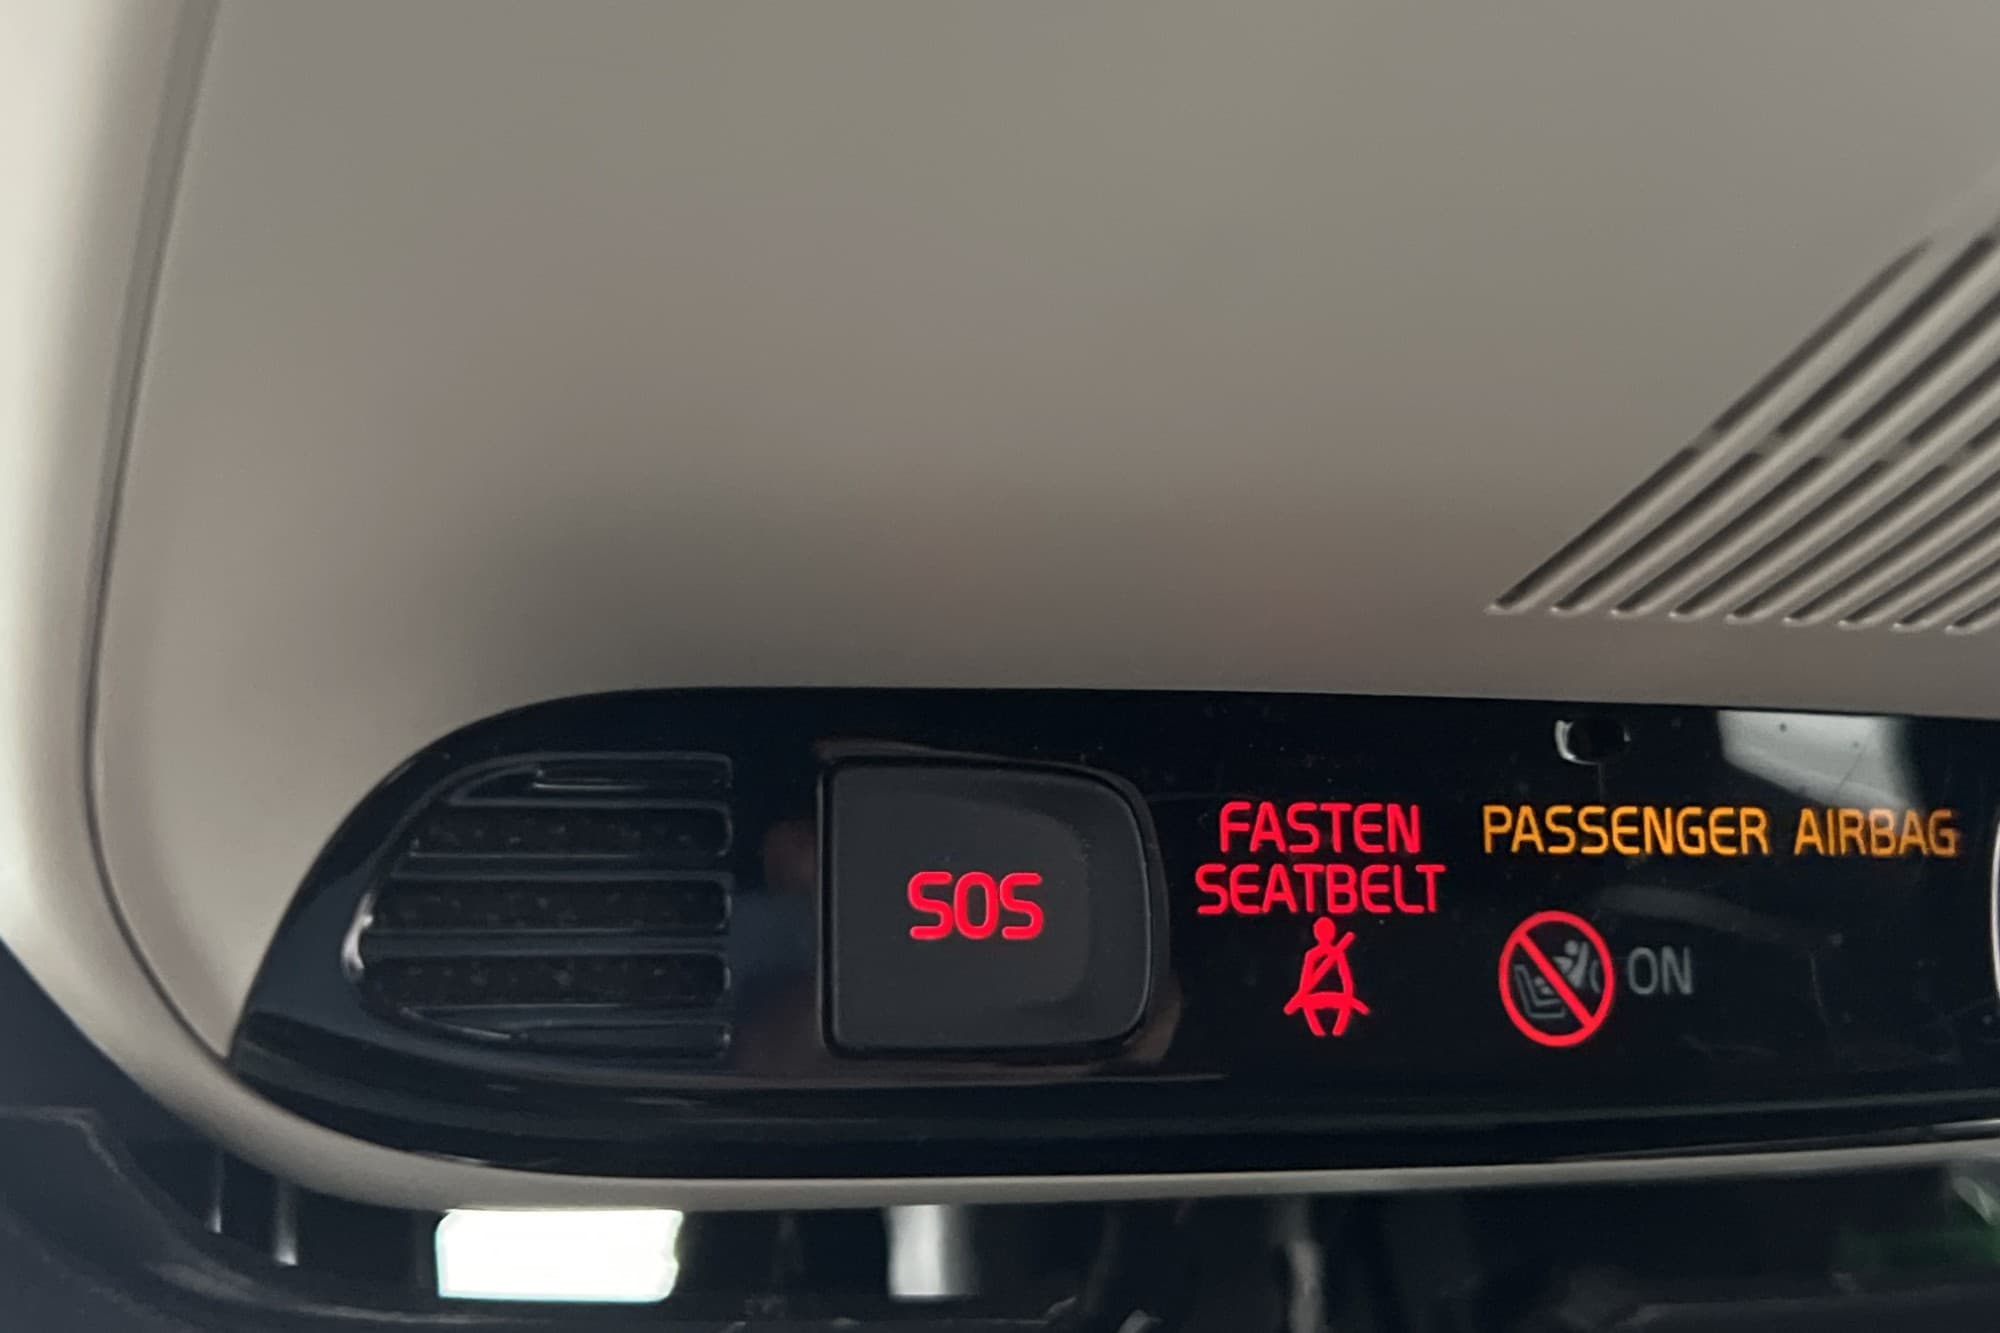 SOS
FASTEN
SEATBELT
PASSENGER AIRBAG
ON